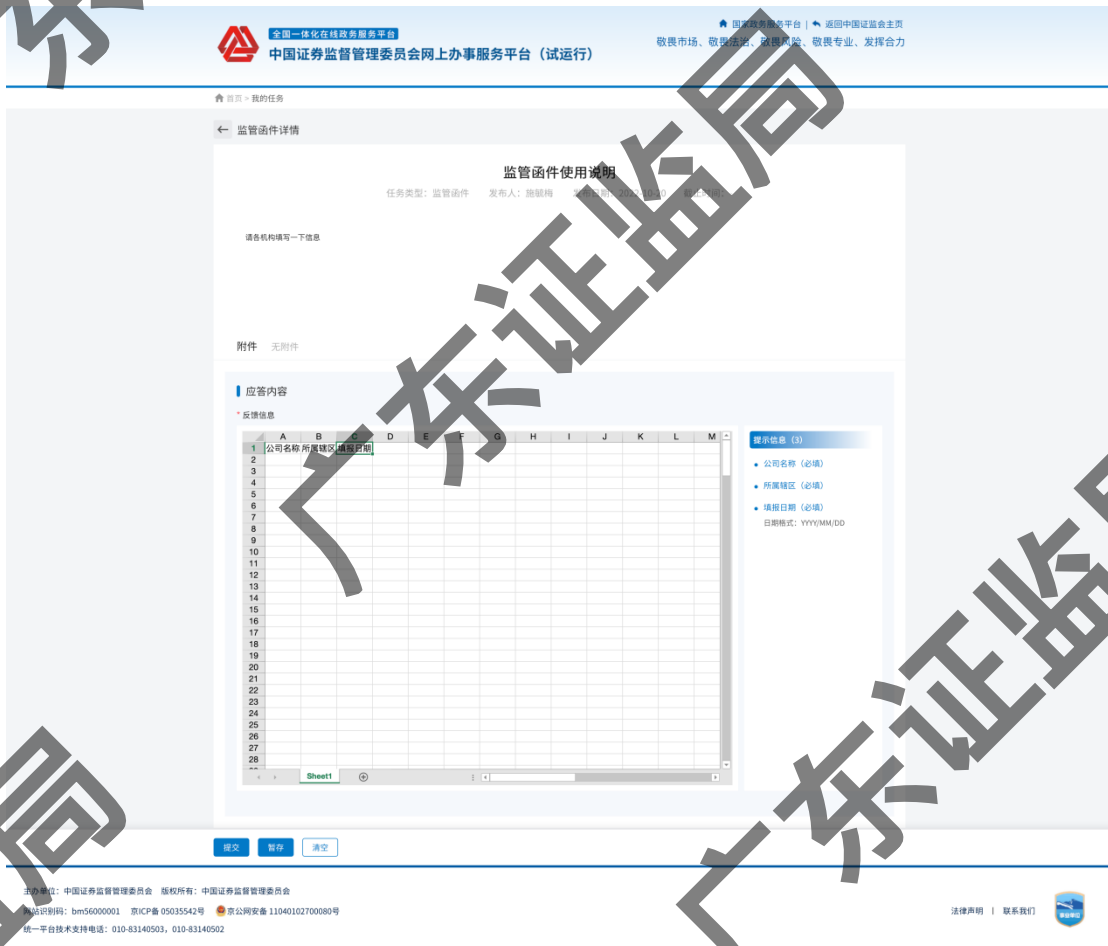 国家政务服务平台 | 返回中国证监会主页
全国一体化在线政务服务平台
中国证券监督管理委员会网上办事服务平台（试运行）
敬畏市场、敬畏法治、敬畏风险、敬畏专业、发挥合力
首页 > 我的任务
← 监管函件详情
监管函件使用说明
任务类型：监管函件 发布人：施毓梅 发布日期：2022-10-20 截止时间：
请各机构填写一下信息
附件 无附件
应答内容
* 反馈信息
A B C D E F G H I J K L M
1 公司名称 所属辖区 填报日期
2
3
4
5
6
7
8
9
10
11
12
13
14
15
16
17
18
19
20
21
22
23
24
25
26
27
28
Sheet1
提示信息（3）
公司名称（必填）
所属辖区（必填）
填报日期（必填）
日期格式：YYYY/MM/DD
提交 暂存 清空
主办单位：中国证券监督管理委员会 版权所有：中国证券监督管理委员会
网站识别码：bm56000001 京ICP备 05035542号 京公网安备 11040102700080号
统一平台技术支持电话：010-83140503，010-83140502
法律声明 | 联系我们
广东证监局
广东证监局